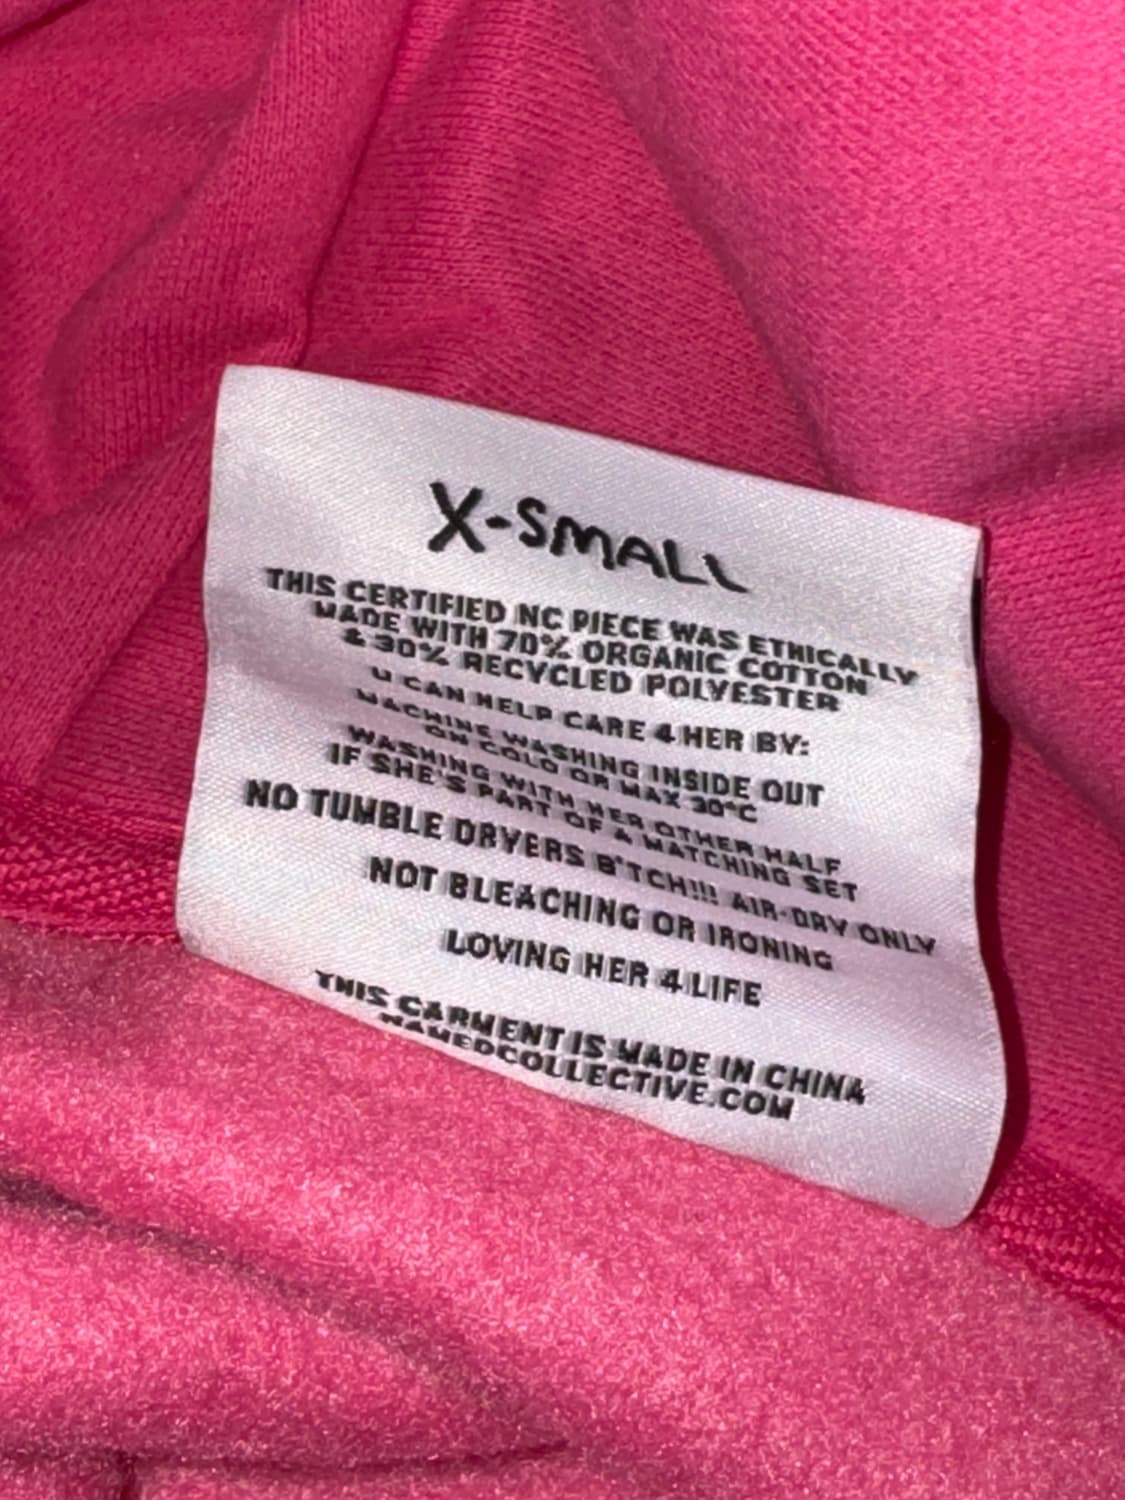 X-SMALL
THIS CERTIFIED NC PIECE WAS ETHICALLY
MADE WITH 70% ORGANIC COTTON
& 30% RECYCLED POLYESTER
U CAN HELP CARE 4 HER BY:
MACHINE WASHING INSIDE OUT
ON COLD OR MAX 30°C
WASHING WITH HER OTHER HALF
IF SHE'S PART OF A MATCHING SET
NO TUMBLE DRYERS B*TCH!!! AIR-DRY ONLY
NOT BLEACHING OR IRONING
LOVING HER 4 LIFE
THIS GARMENT IS MADE IN CHINA
NAMEDCOLLECTIVE.COM